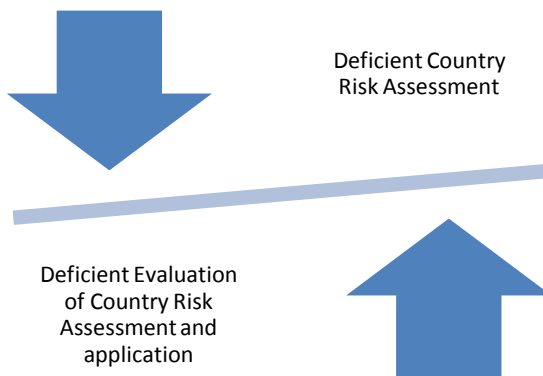 Deficient Country
Risk Assessment
Deficient Evaluation
of Country Risk
Assessment and
application